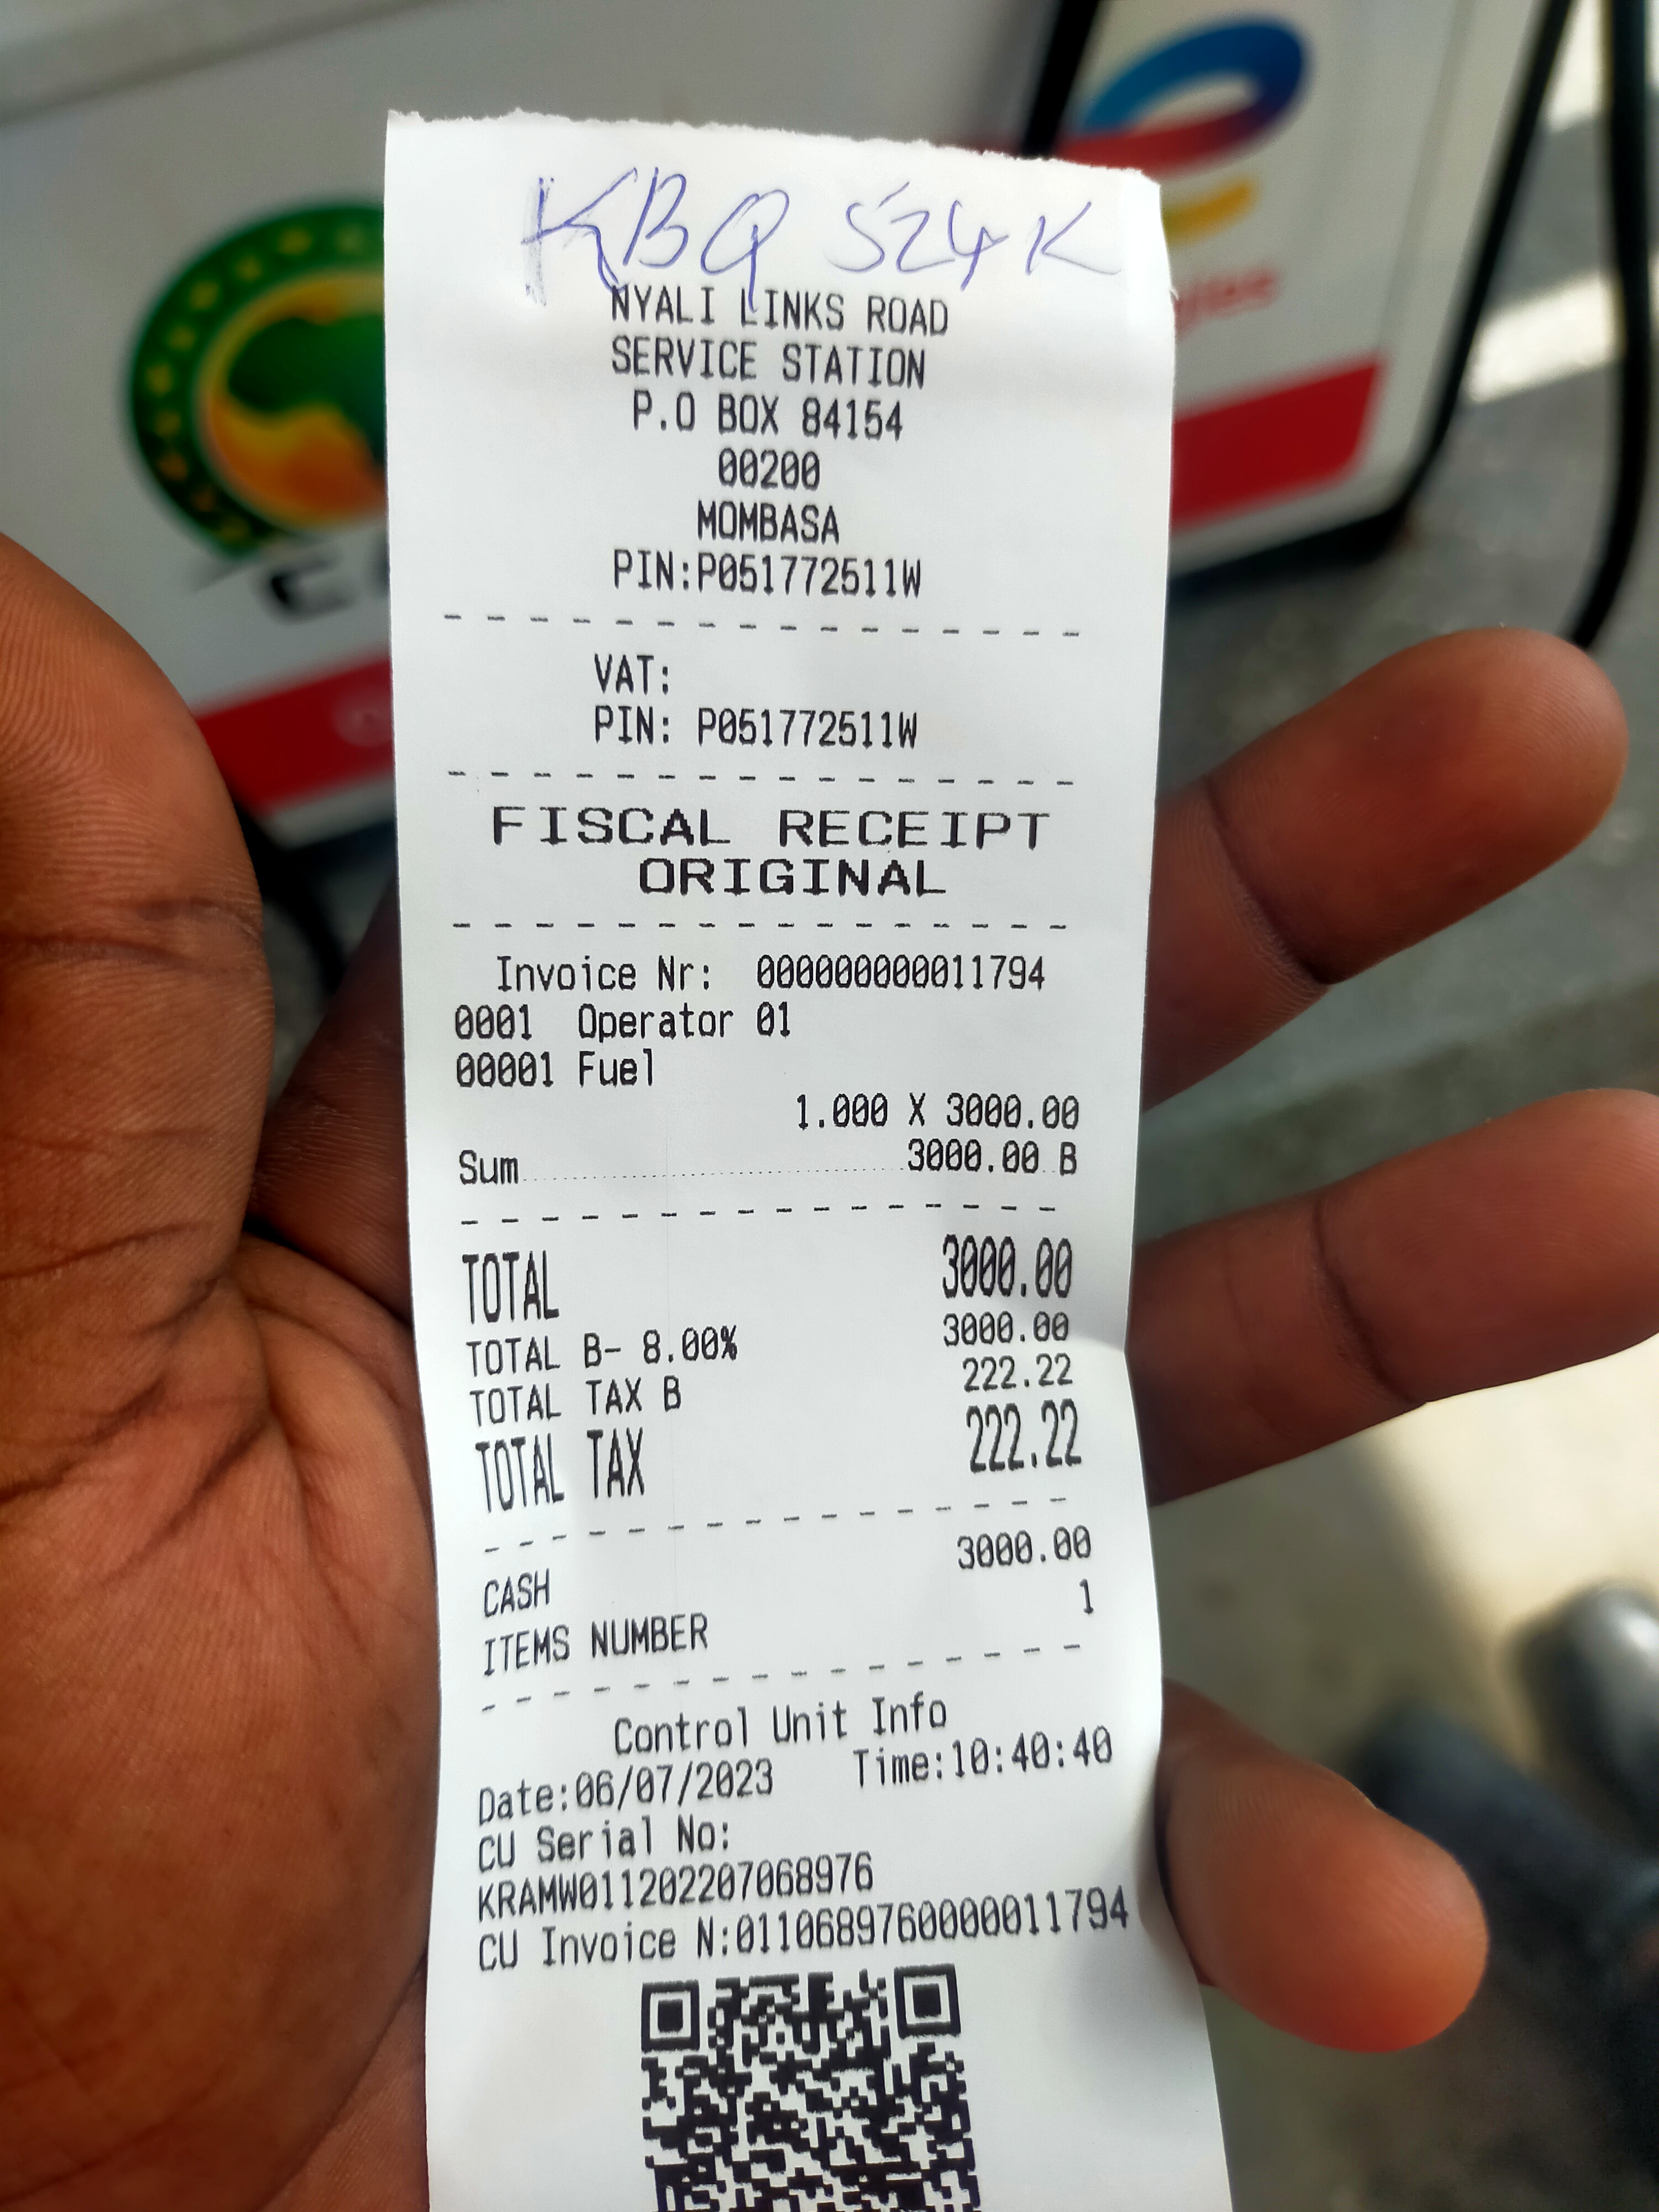 KBQ 524K
NYALI LINKS ROAD
SERVICE STATION
P.O BOX 84154
00200
MOMBASA
PIN:P051772511W
VAT:
PIN: P051772511W
FISCAL RECEIPT
ORIGINAL
Invoice Nr: 000000000011794
0001 Operator 01
00001 Fuel
1.000 X 3000.00
Sum 3000.00 B
TOTAL 3000.00
TOTAL B- 8.00% 3000.00
TOTAL TAX B 222.22
TOTAL TAX 222.22
CASH 3000.00
ITEMS NUMBER 1
Control Unit Info
Date:06/07/2023 Time:10:40:40
CU Serial No:
KRAMW011202207068976
CU Invoice N:0110689760000011794